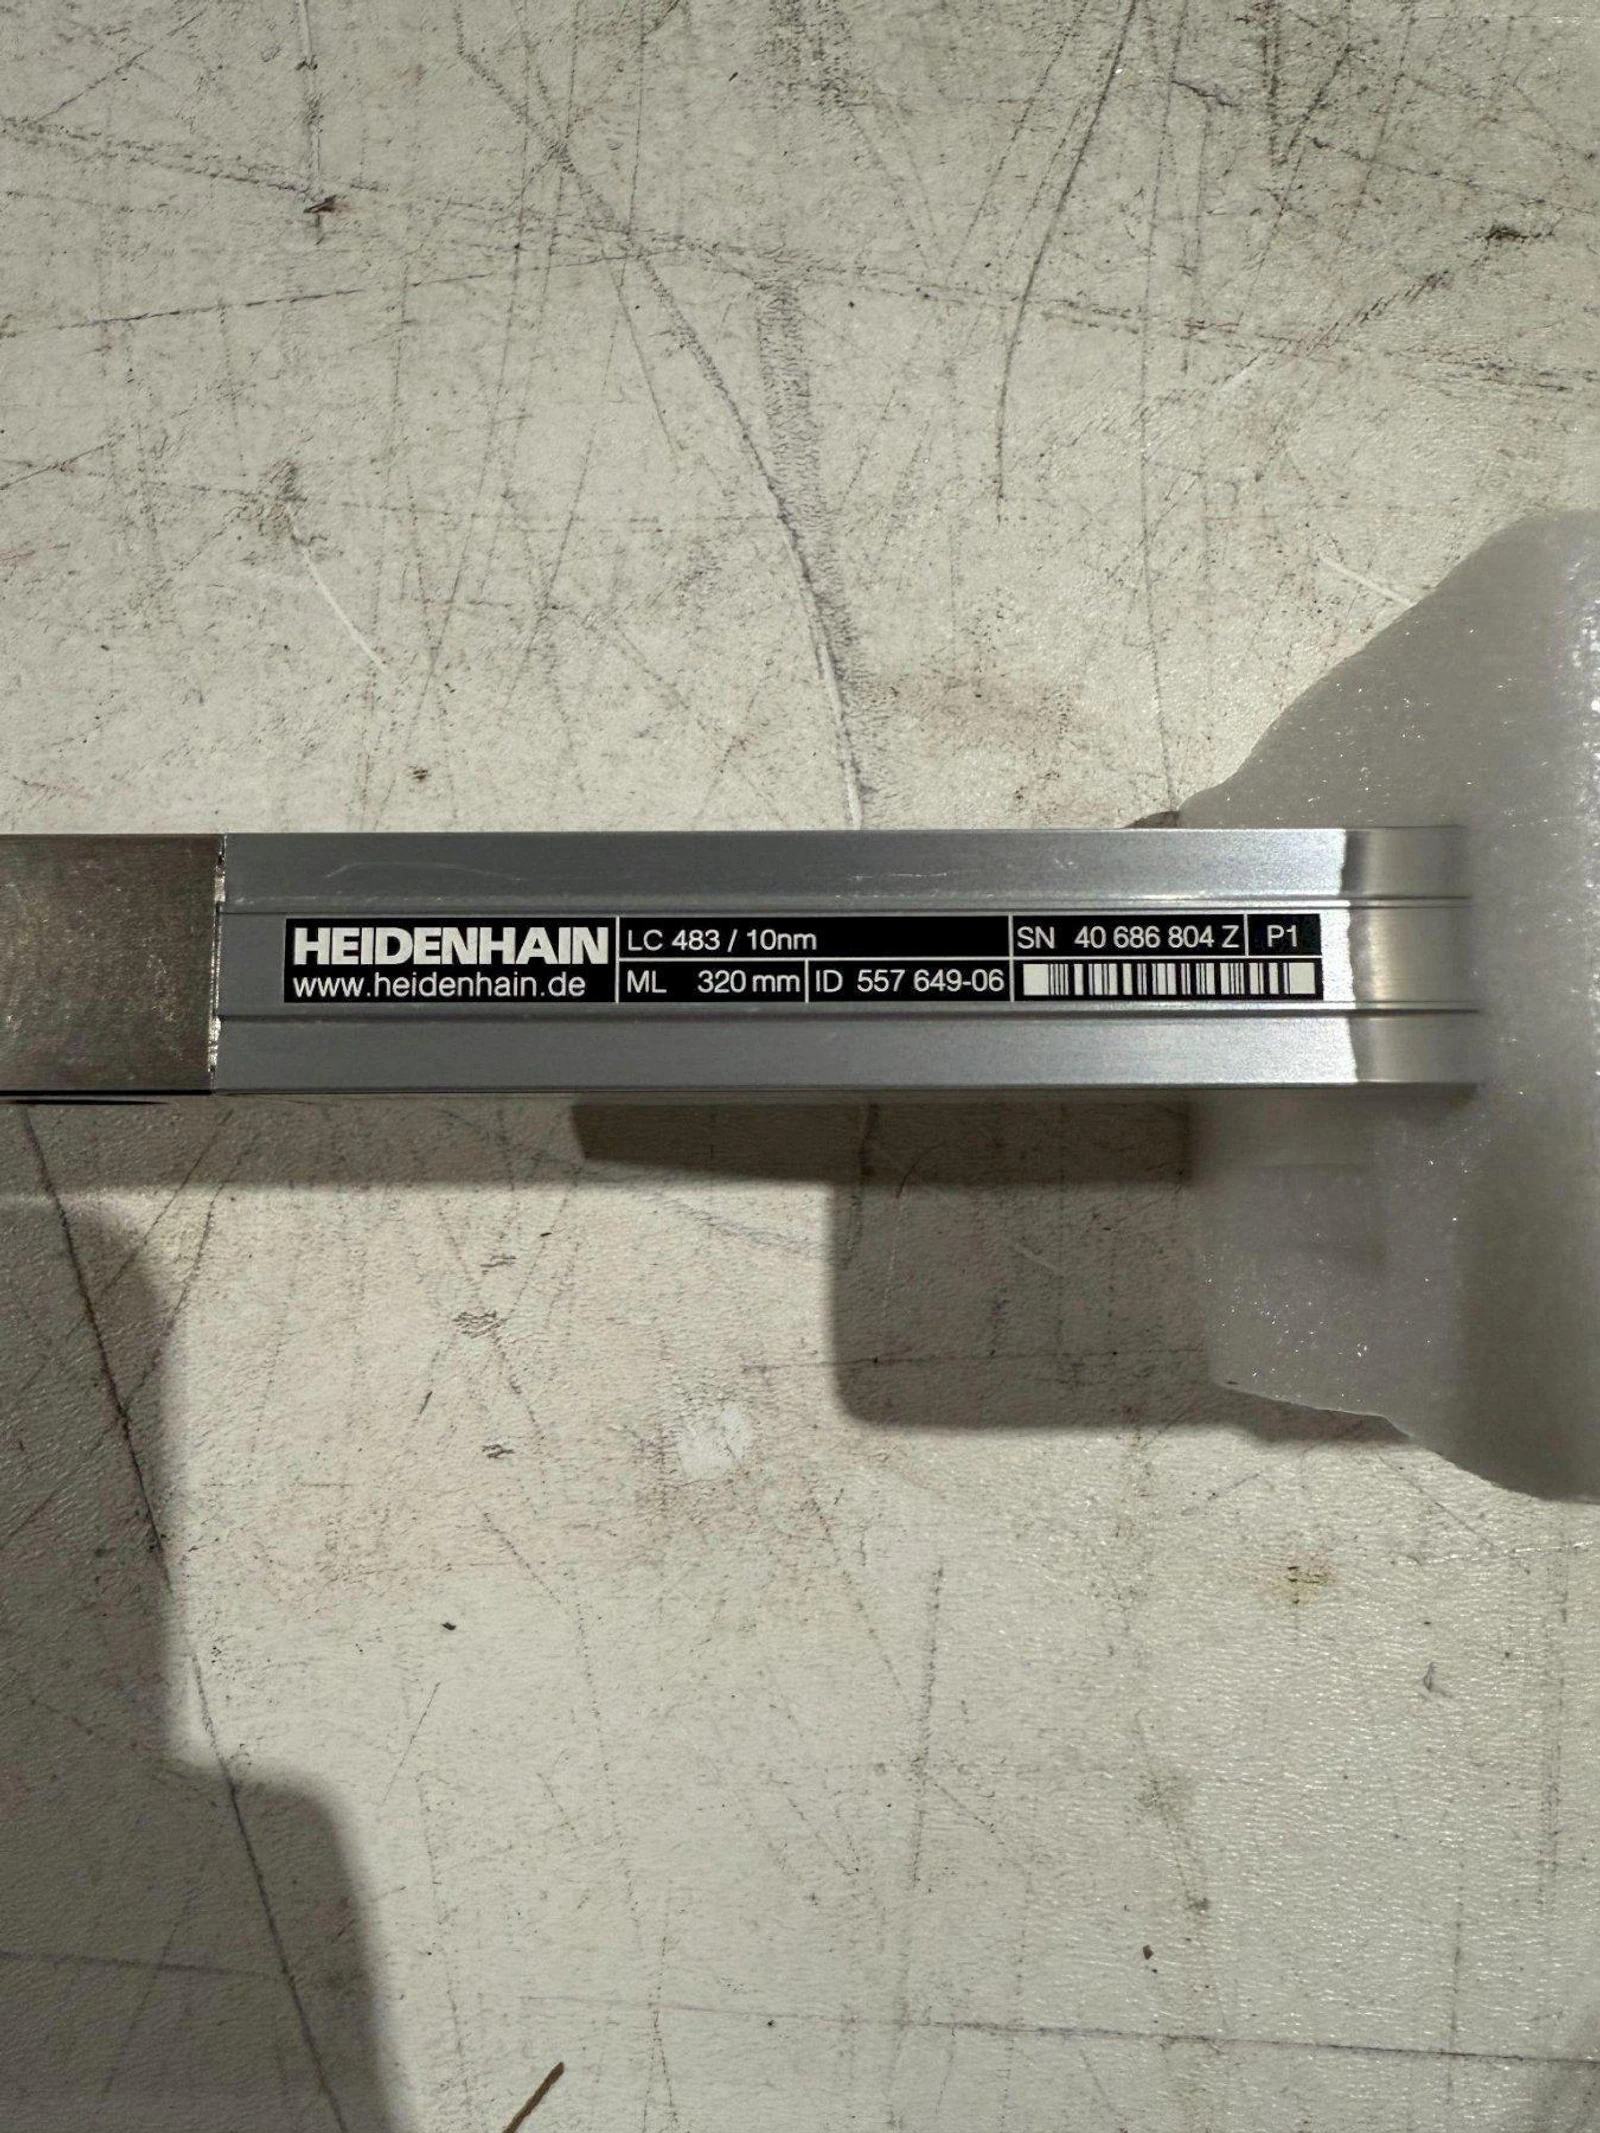 HEIDENHAIN
www.heidenhain.de
LC 483 / 10nm
ML 320 mm
ID 557 649-06
SN 40 686 804 Z
P1